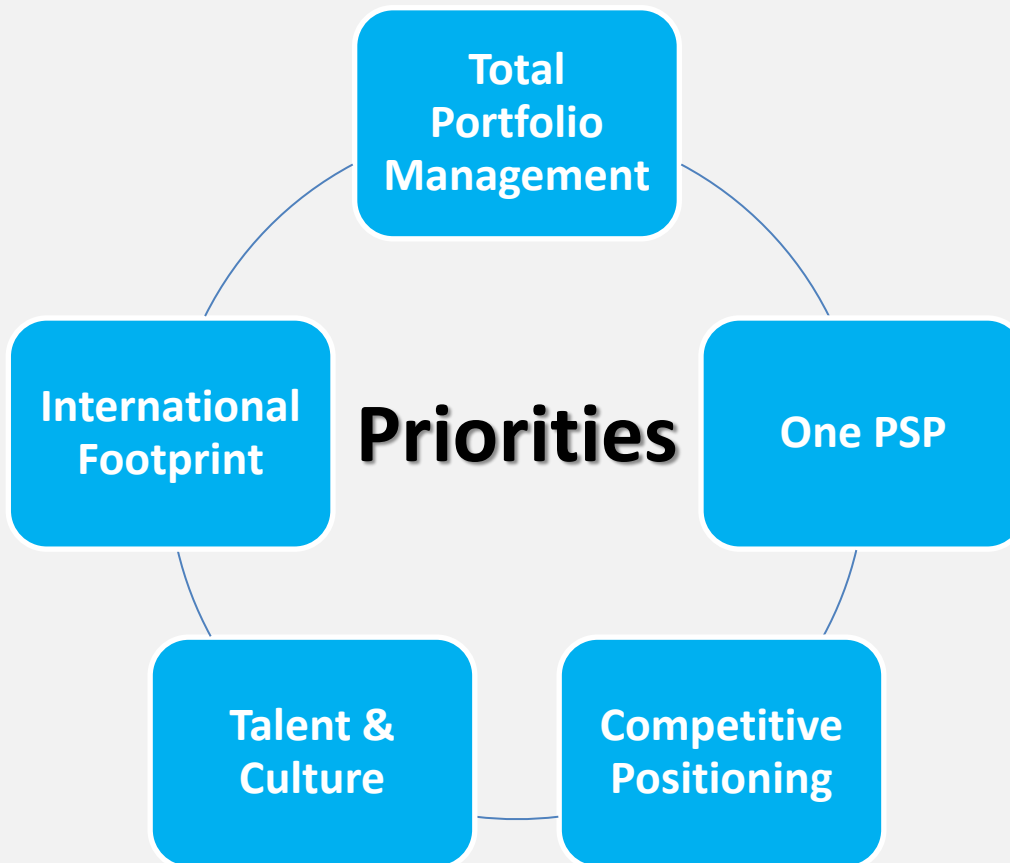 Total
Portfolio
Management
International
Footprint
Priorities
One PSP
Talent &
Culture
Competitive
Positioning